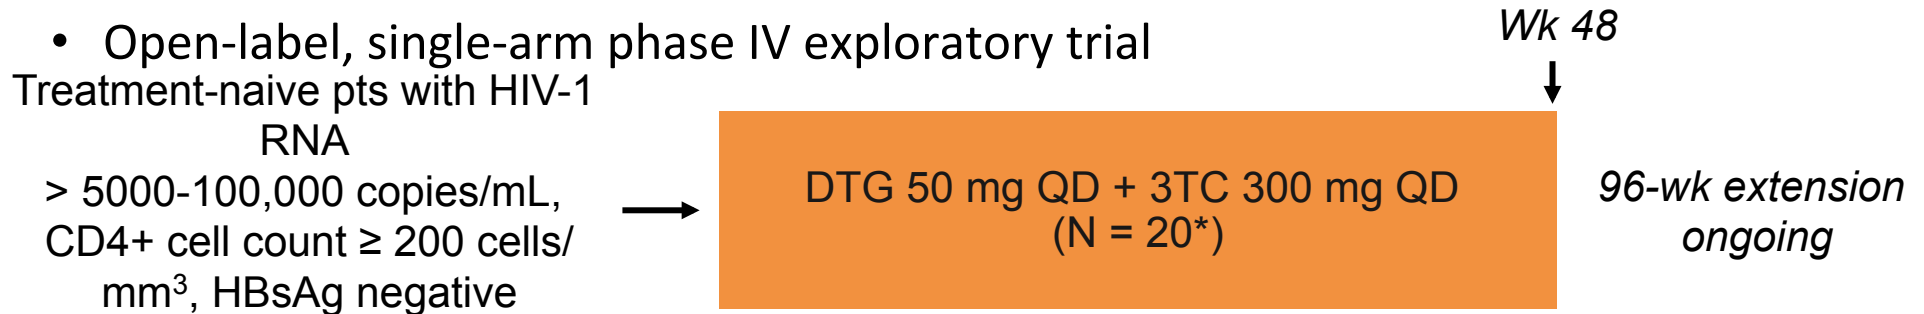 • Open-label, single-arm phase IV exploratory trial
Wk 48
Treatment-naive pts with HIV-1
RNA
> 5000-100,000 copies/mL,
CD4+ cell count ≥ 200 cells/
mm³, HBsAg negative
DTG 50 mg QD + 3TC 300 mg QD
(N = 20*)
96-wk extension
ongoing